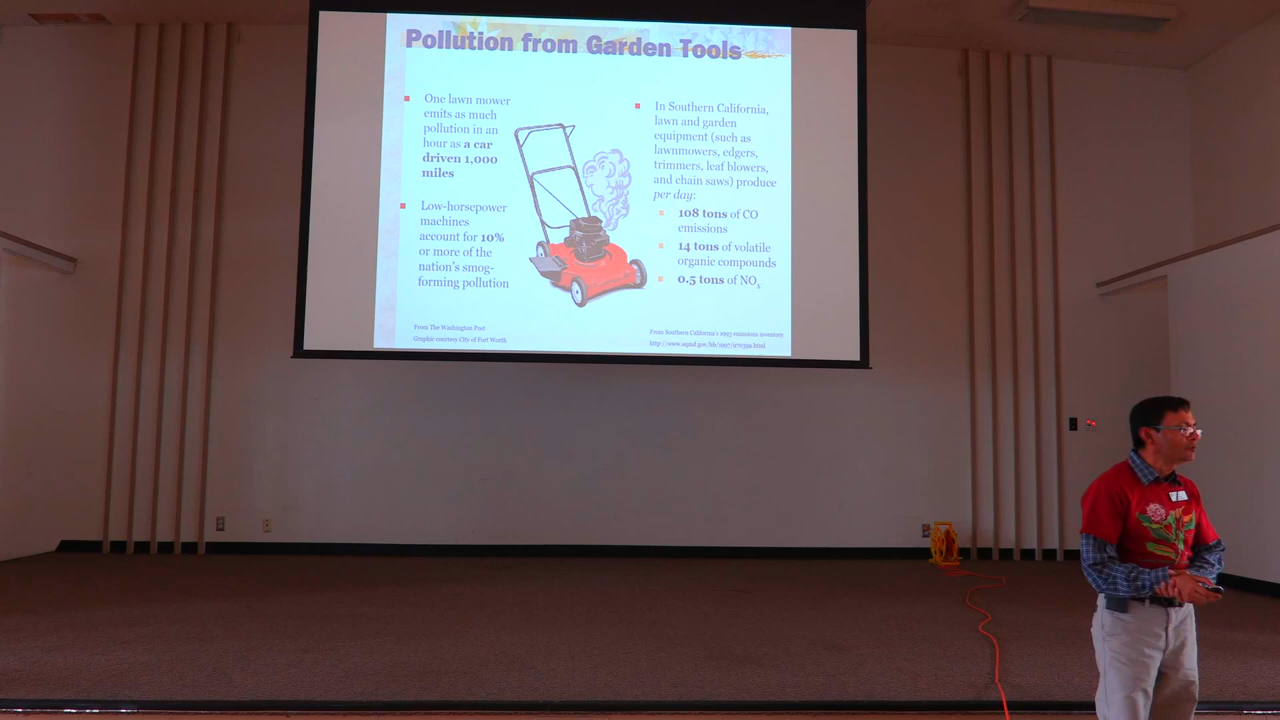 Pollution from Garden Tools
One lawn mower
emits as much
pollution in an
hour as a car
driven 1,000
miles
Low-horsepower
machines
account for 10%
or more of the
nation's smog-
forming pollution
From The Washington Post
Graphic courtesy City of Fort Worth
In Southern California,
lawn and garden
equipment (such as
lawnmowers, edgers,
trimmers, leaf blowers,
and chain saws) produce
per day:
108 tons of CO
emissions
14 tons of volatile
organic compounds
0.5 tons of NOx
From Southern California's 1993 emissions inventory